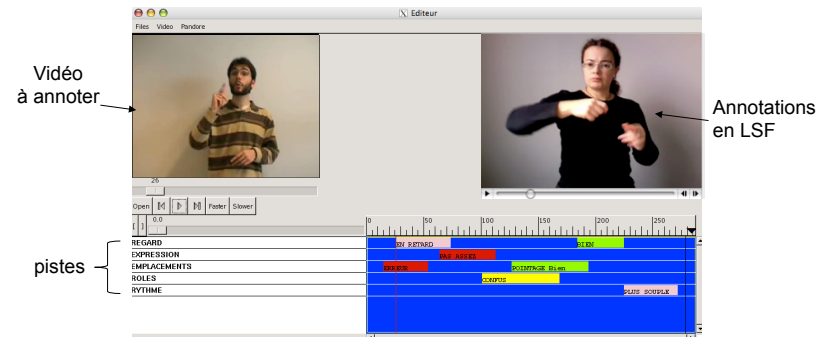 Editeur
Files Video Pandore
Vidéo
à annoter
Annotations
en LSF
26
Open Faster Slower
[ ] 0.0
0 50 100 150 200 250
pistes
REGARD EN RETARD BIEN
EXPRESSION PAS ASSEZ
EMPLACEMENTS ERREUR POINTAGE Bien
ROLES CONFUS
RYTHME PLUS SOUPLE